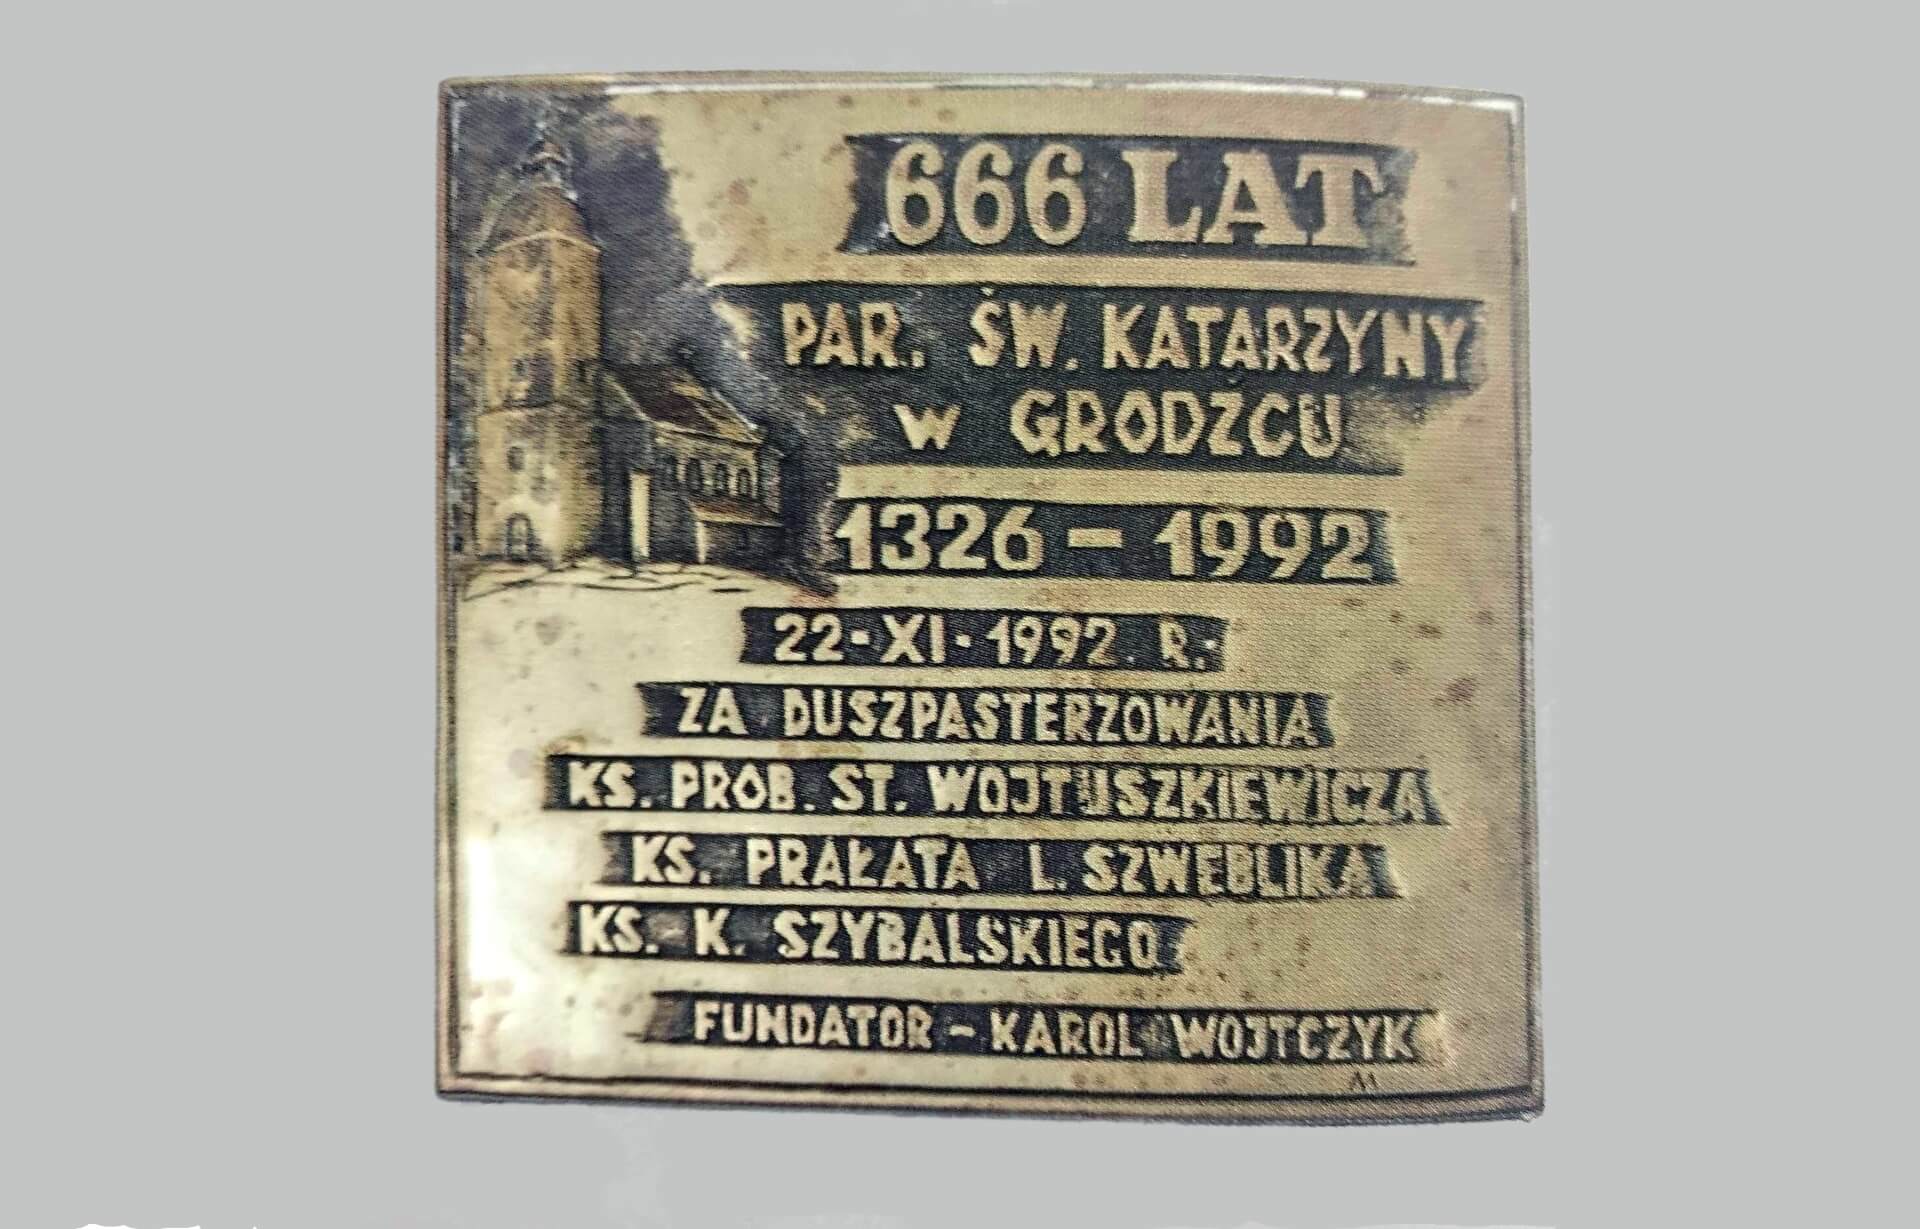 666 LAT
PAR. ŚW. KATARZYNY
W GRODŹCU
1326 - 1992
22·XI·1992. R.·
ZA DUSZPASTERZOWANIA
KS. PROB. ST. WOJTUSZKIEWICZA
KS. PRAŁATA L. SZWEBLIKA
KS. K. SZYBALSKIEGO
FUNDATOR - KAROL WOJTCZYK